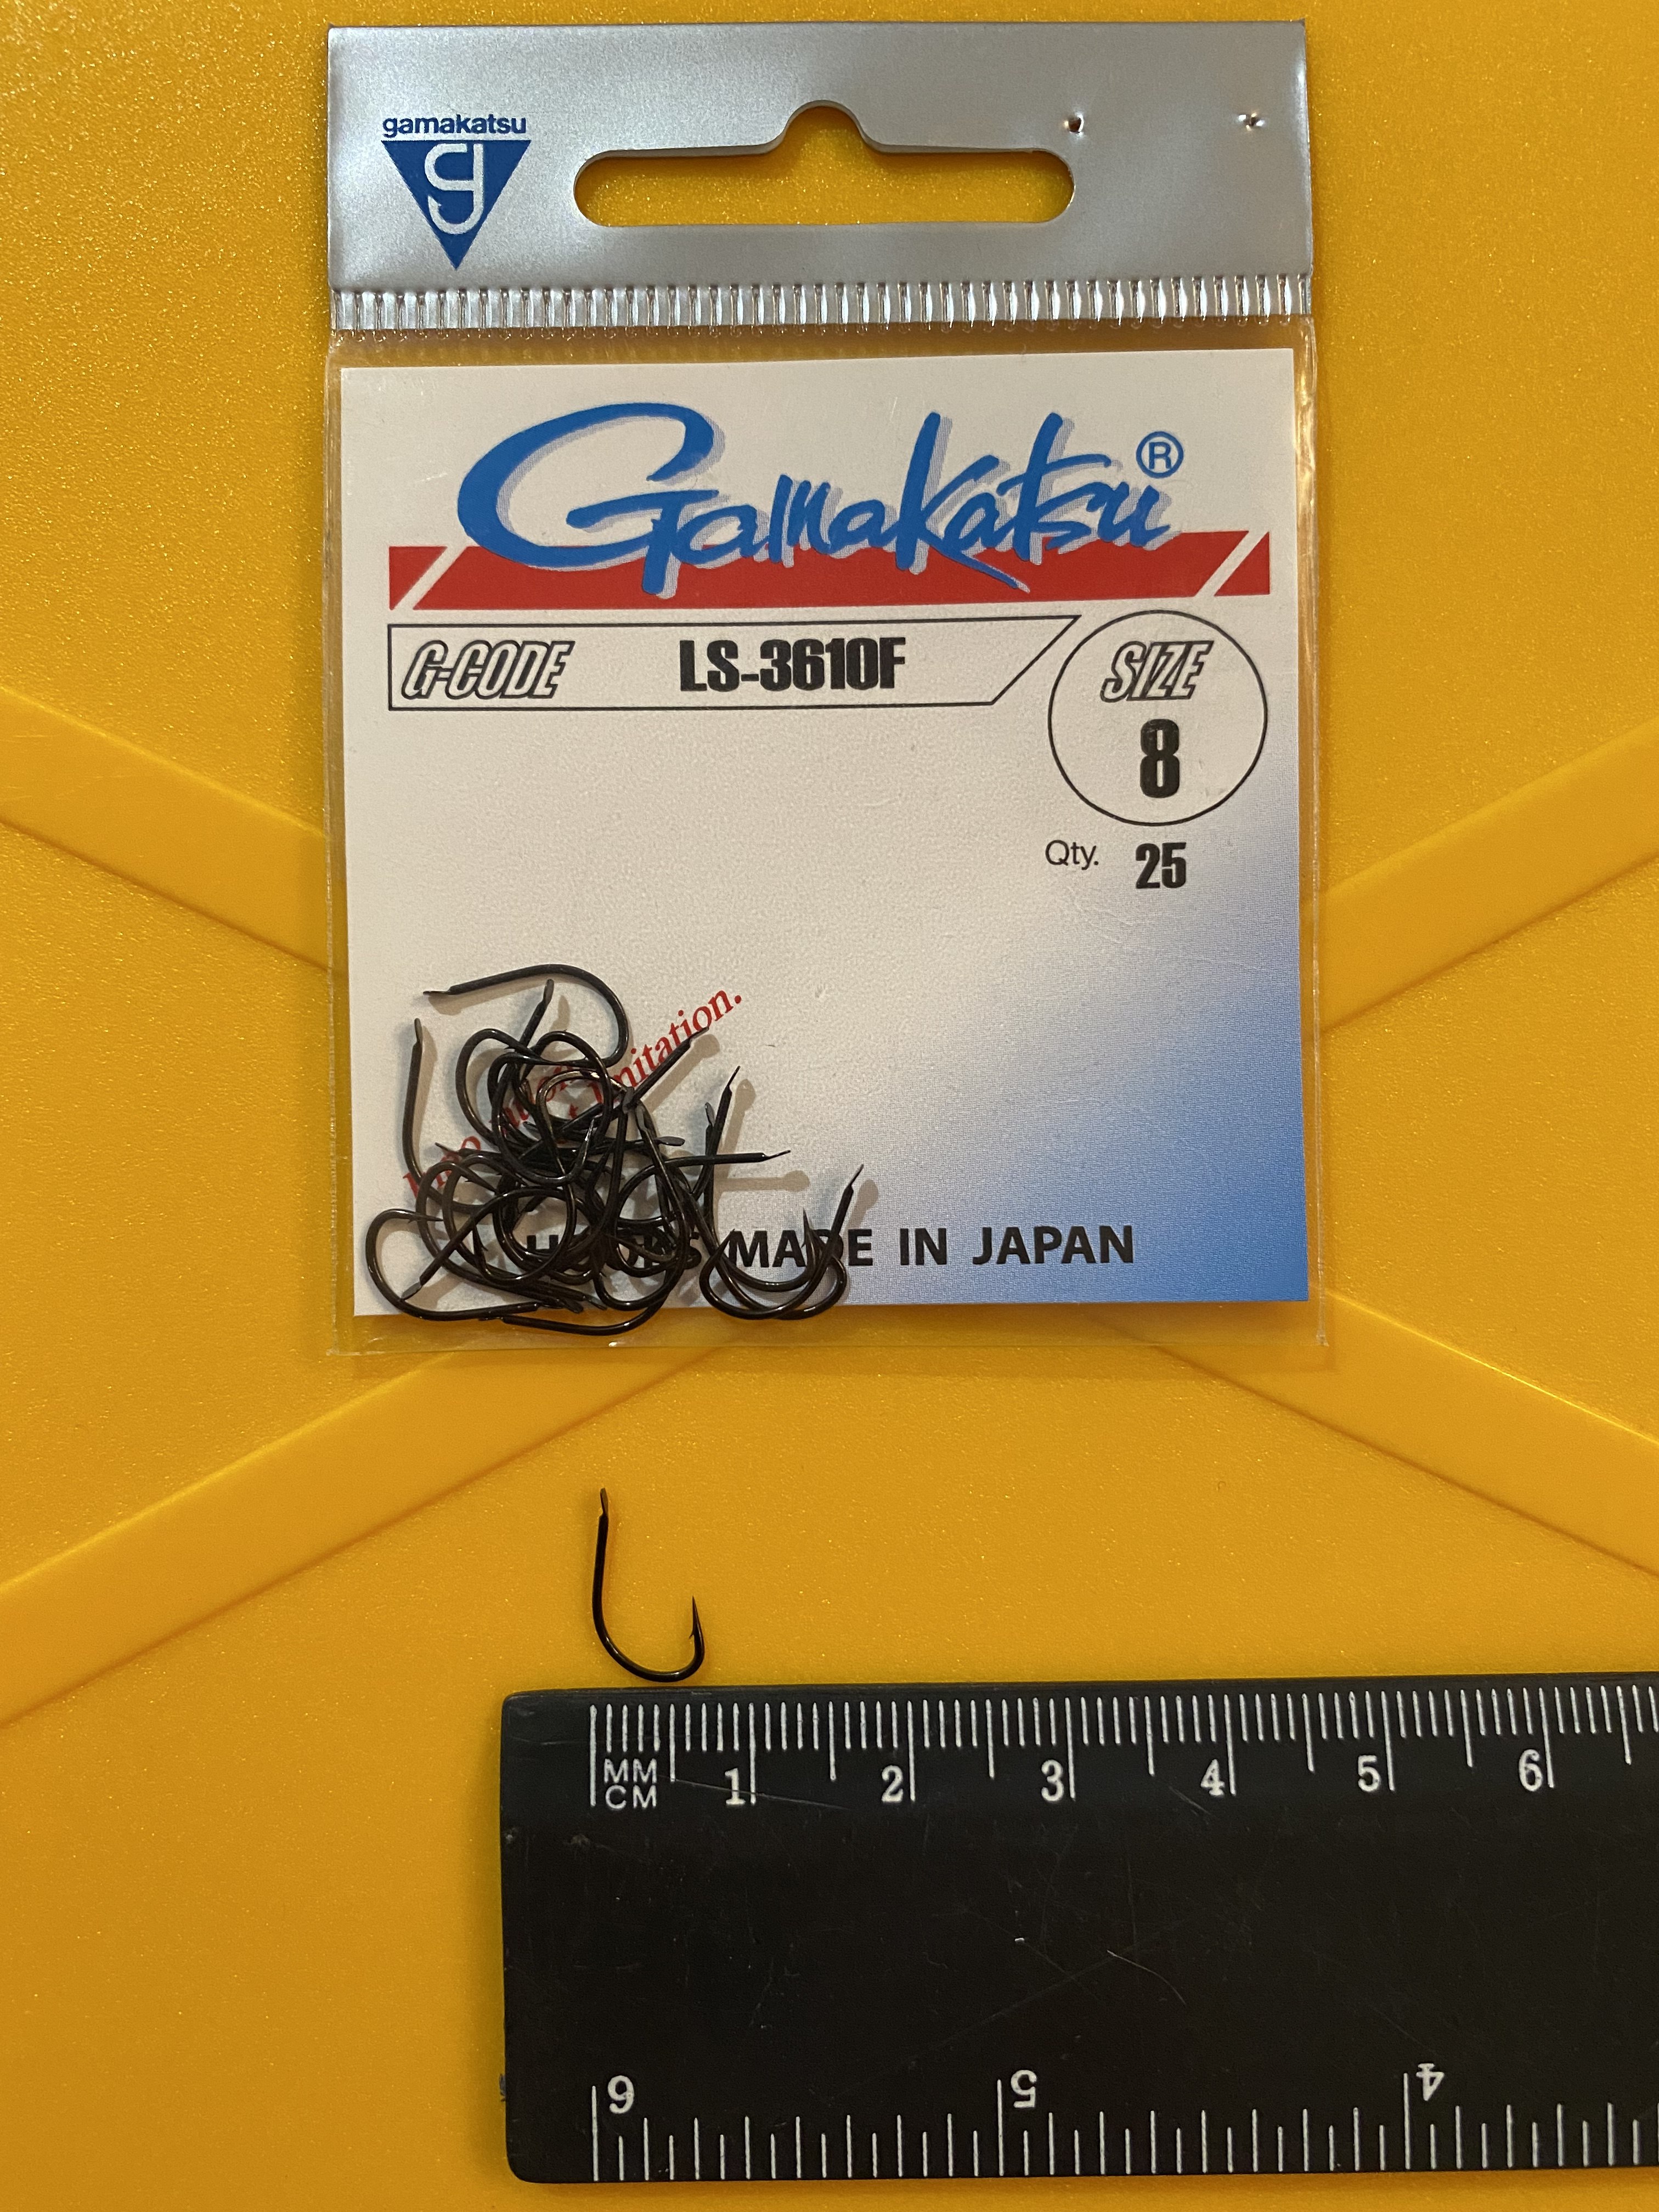 gamakatsu
g
Gamakatsu®
G-CODE LS-3610F
SIZE
8
Qty. 25
imitation.
MADE IN JAPAN
MM
CM
1 2 3 4 5 6
6 5 4